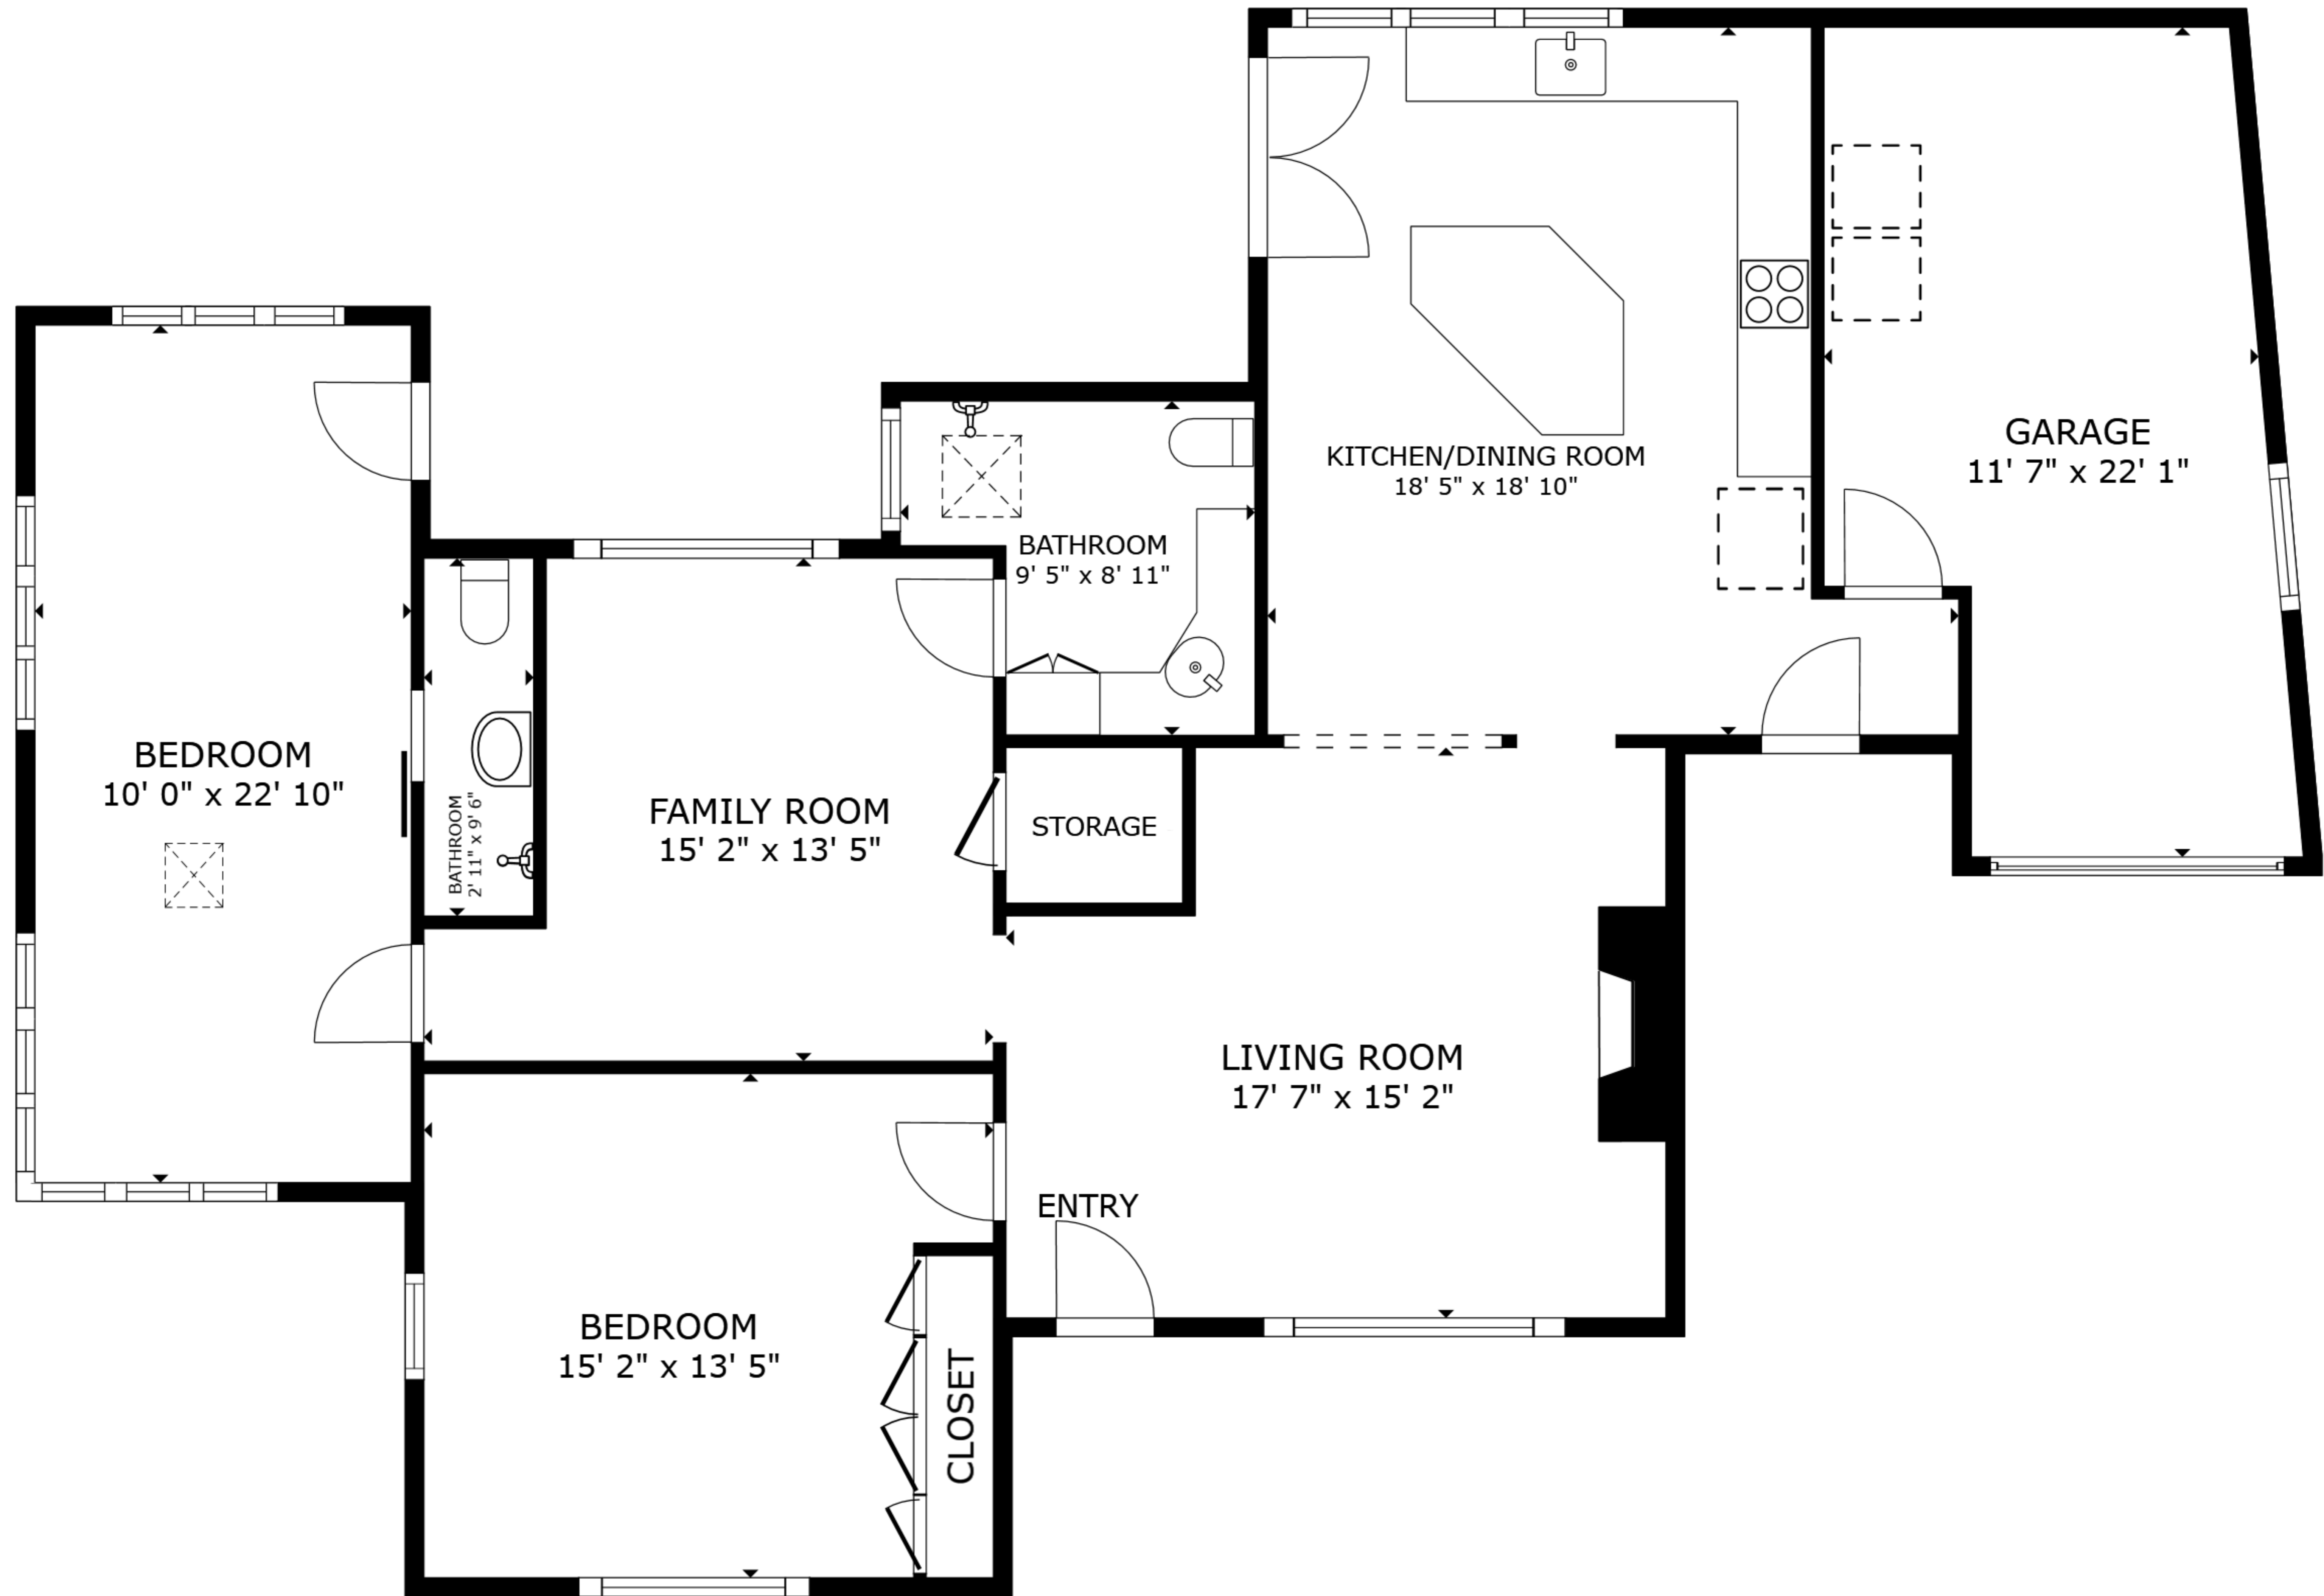 KITCHEN/DINING ROOM
18' 5" x 18' 10"
GARAGE
11' 7" x 22' 1"
BATHROOM
9' 5" x 8' 11"
BEDROOM
10' 0" x 22' 10"
BATHROOM
2' 11" x 9' 6"
FAMILY ROOM
15' 2" x 13' 5"
STORAGE
LIVING ROOM
17' 7" x 15' 2"
ENTRY
BEDROOM
15' 2" x 13' 5"
CLOSET